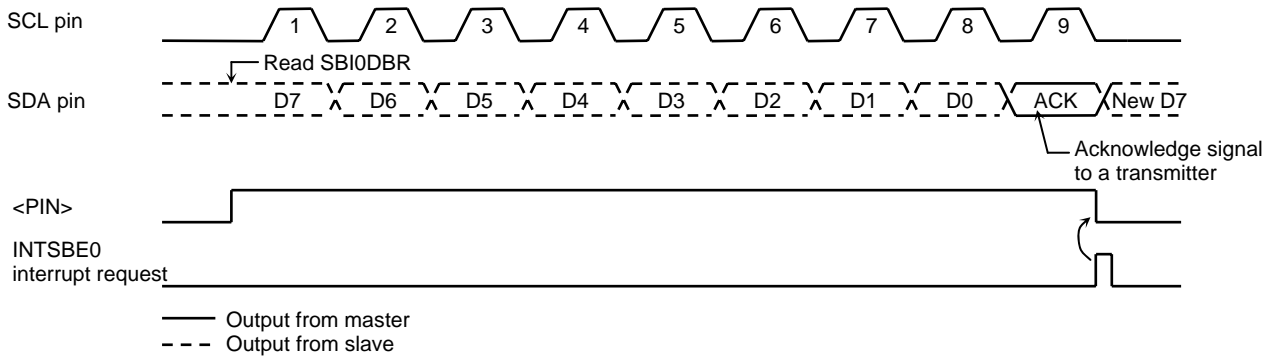 SCL pin
1 2 3 4 5 6 7 8 9
Read SBI0DBR
SDA pin
D7 D6 D5 D4 D3 D2 D1 D0 ACK New D7
Acknowledge signal
to a transmitter
<PIN>
INTSBE0
interrupt request
Output from master
Output from slave